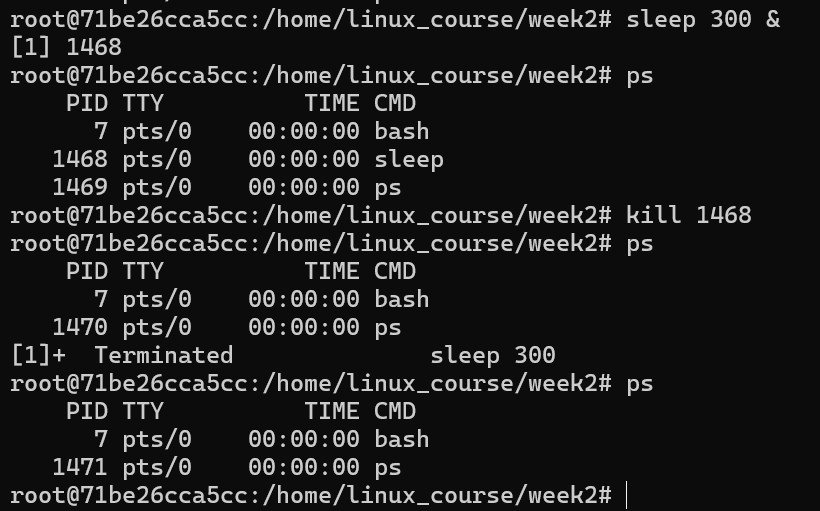 root@71be26cca5cc:/home/linux_course/week2# sleep 300 &
[1] 1468
root@71be26cca5cc:/home/linux_course/week2# ps
    PID TTY          TIME CMD
      7 pts/0    00:00:00 bash
   1468 pts/0    00:00:00 sleep
   1469 pts/0    00:00:00 ps
root@71be26cca5cc:/home/linux_course/week2# kill 1468
root@71be26cca5cc:/home/linux_course/week2# ps
    PID TTY          TIME CMD
      7 pts/0    00:00:00 bash
   1470 pts/0    00:00:00 ps
[1]+  Terminated              sleep 300
root@71be26cca5cc:/home/linux_course/week2# ps
    PID TTY          TIME CMD
      7 pts/0    00:00:00 bash
   1471 pts/0    00:00:00 ps
root@71be26cca5cc:/home/linux_course/week2#